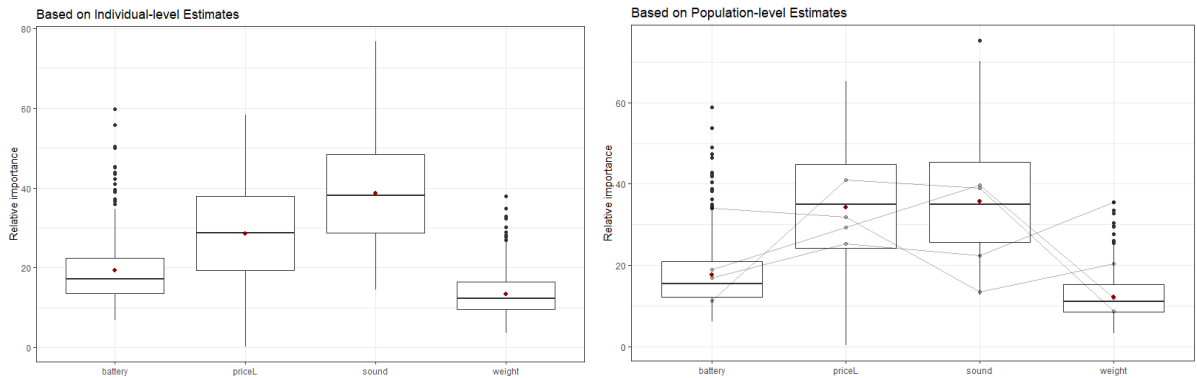 Based on Individual-level Estimates
Relative importance
80
60
40
20
0
battery
priceL
sound
weight
Based on Population-level Estimates
Relative importance
60
40
20
0
battery
priceL
sound
weight